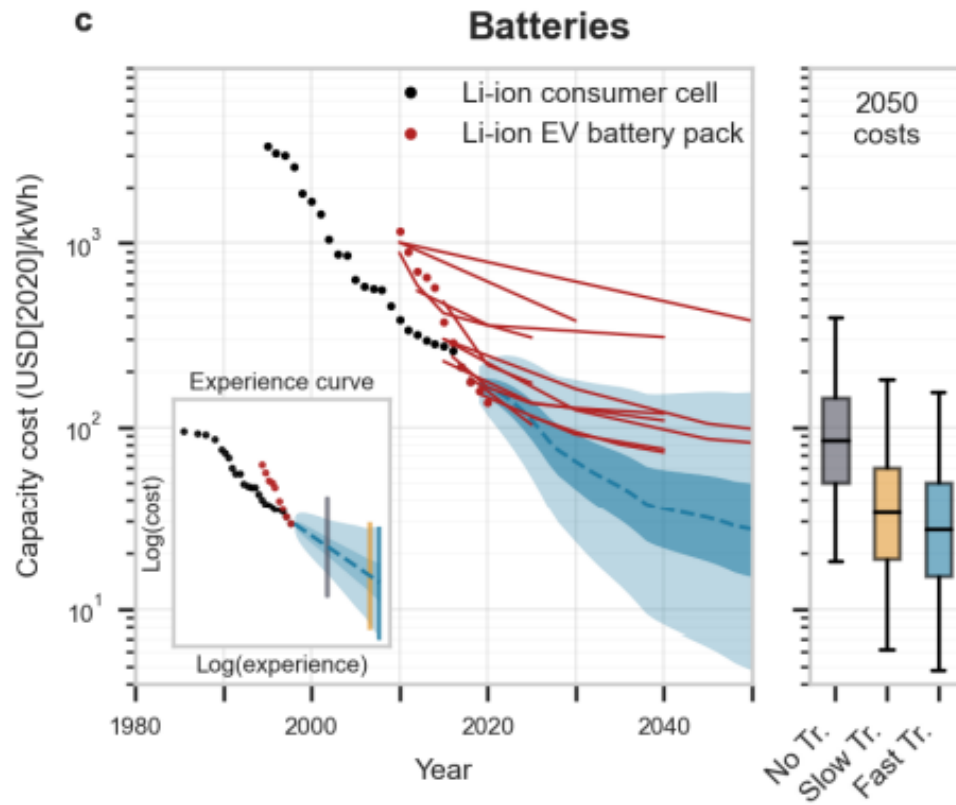 c
Batteries
Li-ion consumer cell
Li-ion EV battery pack
2050
costs
Capacity cost (USD[2020]/kWh)
10³
10²
10¹
Experience curve
Log(cost)
Log(experience)
1980
2000
2020
2040
Year
No Tr.
Slow Tr.
Fast Tr.